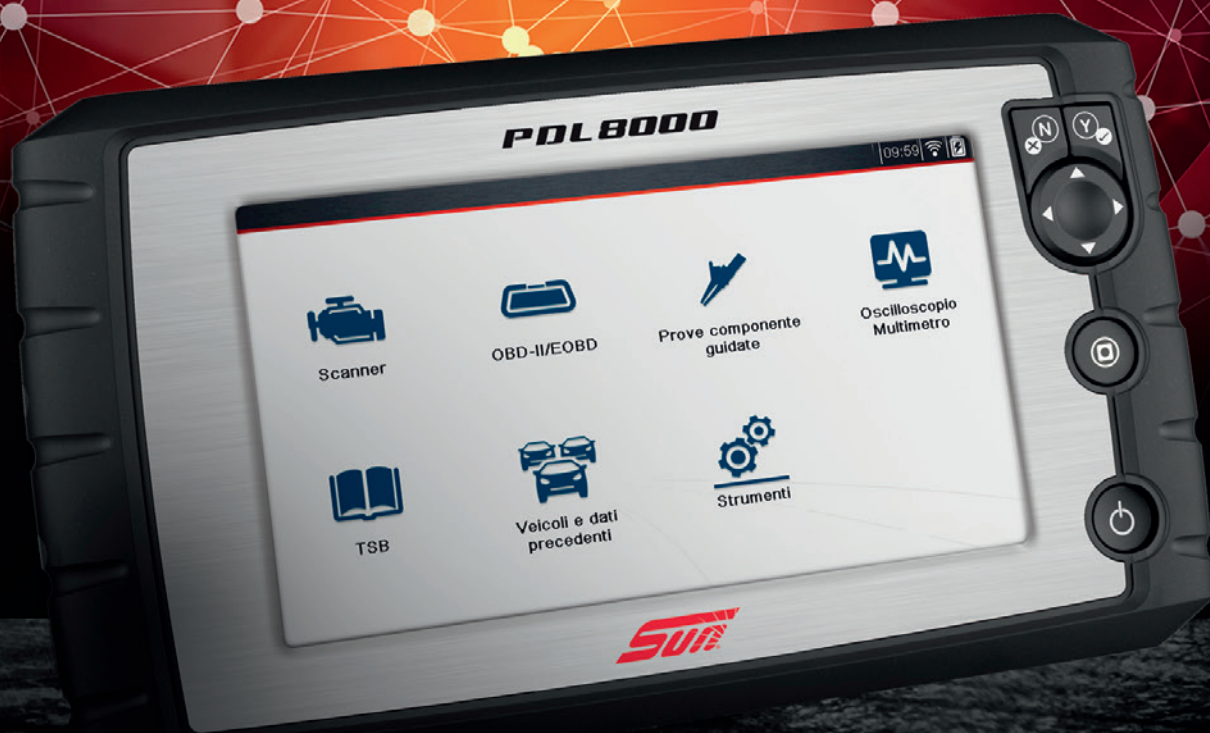 PDL8000
09:59
N Y
Scanner
OBD-II/EOBD
Prove componente
guidate
Oscilloscopio
Multimetro
TSB
Veicoli e dati
precedenti
Strumenti
Sun